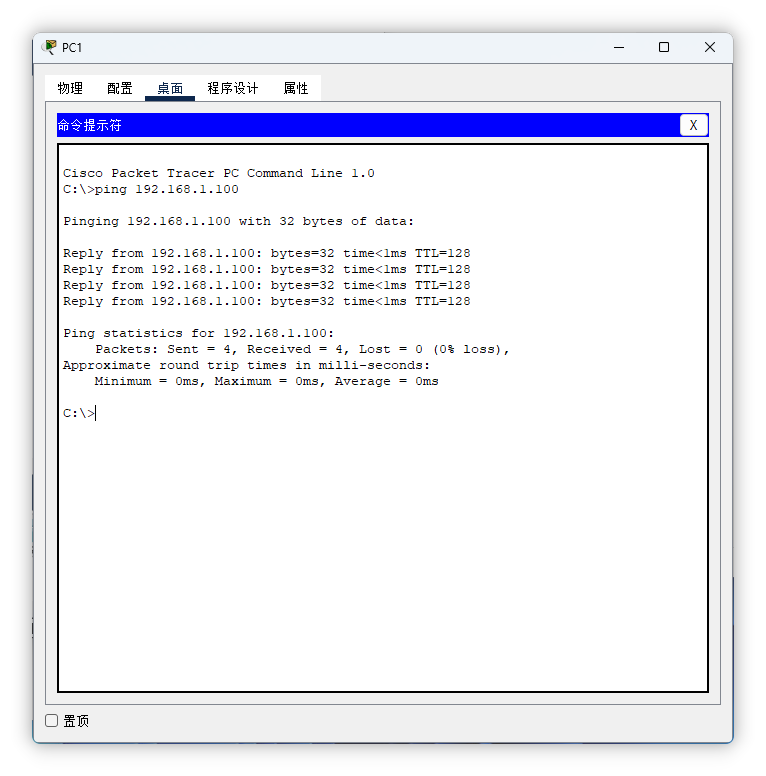 PC1
物理 配置 桌面 程序设计 属性
命令提示符 X
Cisco Packet Tracer PC Command Line 1.0
C:\>ping 192.168.1.100
Pinging 192.168.1.100 with 32 bytes of data:
Reply from 192.168.1.100: bytes=32 time<1ms TTL=128
Reply from 192.168.1.100: bytes=32 time<1ms TTL=128
Reply from 192.168.1.100: bytes=32 time<1ms TTL=128
Reply from 192.168.1.100: bytes=32 time<1ms TTL=128
Ping statistics for 192.168.1.100:
Packets: Sent = 4, Received = 4, Lost = 0 (0% loss),
Approximate round trip times in milli-seconds:
Minimum = 0ms, Maximum = 0ms, Average = 0ms
C:\>
置顶